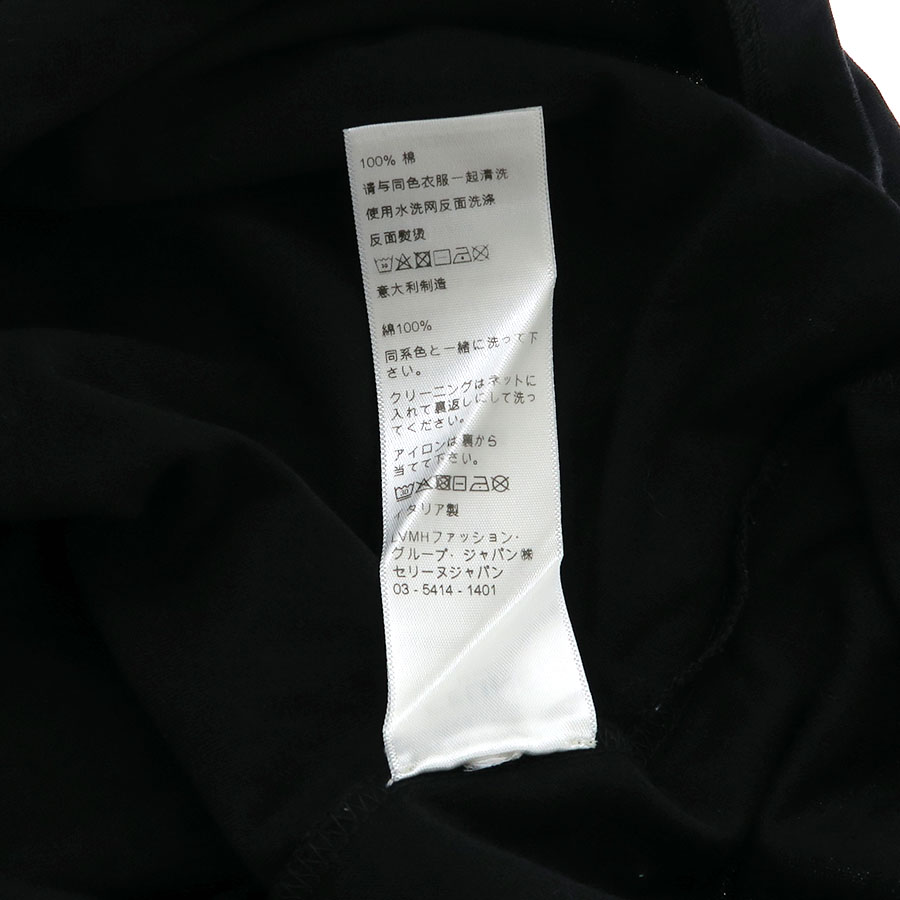 100% 棉
请与同色衣服一起清洗
使用水洗网反面洗涤
反面熨烫
意大利制造
綿100%
同系色と一緒に洗って下
さい。
クリーニングはネットに
入れて裏返しにして洗っ
てください。
アイロンは裏から
当てて下さい。
イタリア製
LVMHファッション・
グループ・ジャパン㈱
セリーヌジャパン
03 - 5414 - 1401